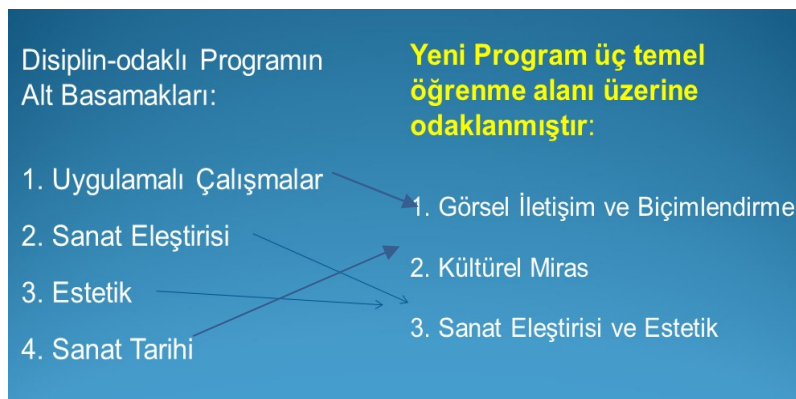 Disiplin-odaklı Programın
Alt Basamakları:
1. Uygulamalı Çalışmalar
2. Sanat Eleştirisi
3. Estetik
4. Sanat Tarihi
Yeni Program üç temel
öğrenme alanı üzerine
odaklanmıştır:
1. Görsel İletişim ve Biçimlendirme
2. Kültürel Miras
3. Sanat Eleştirisi ve Estetik